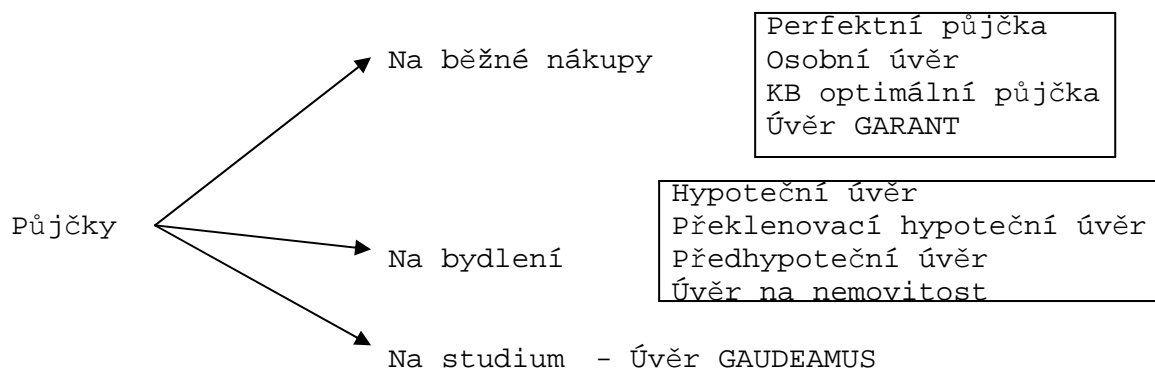 Půjčky
Na běžné nákupy
Perfektní půjčka
Osobní úvěr
KB optimální půjčka
Úvěr GARANT
Na bydlení
Hypoteční úvěr
Překlenovací hypoteční úvěr
Předhypoteční úvěr
Úvěr na nemovitost
Na studium - Úvěr GAUDEAMUS